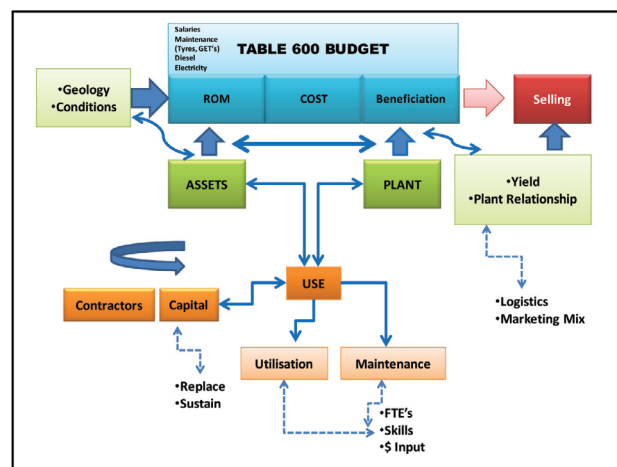 Salaries
Maintenance
(Tyres, GET's)
Diesel
Electricity
TABLE 600 BUDGET
ROM
COST
Beneficiation
Selling
•Geology
•Conditions
ASSETS
PLANT
•Yield
•Plant Relationship
USE
Contractors
Capital
•Logistics
•Marketing Mix
Utilisation
Maintenance
•Replace
•Sustain
•FTE's
•Skills
•$ Input